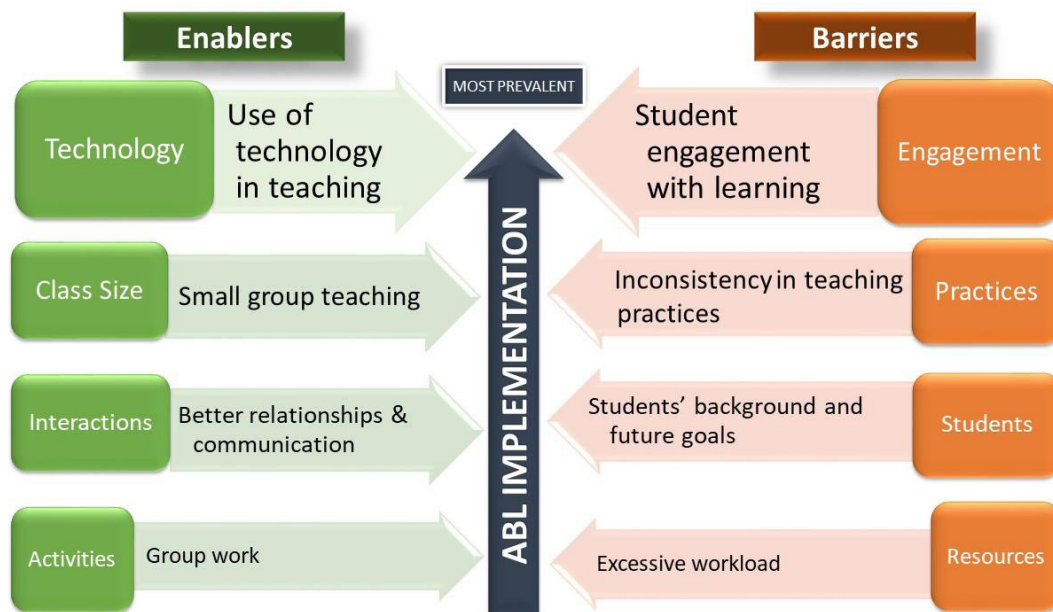 Enablers
Barriers
MOST PREVALENT
Technology
Use of
technology
in teaching
Student
engagement
with learning
Engagement
Class Size
Small group teaching
Inconsistency in teaching
practices
Practices
Interactions
Better relationships &
communication
Students’ background and
future goals
Students
Activities
Group work
Excessive workload
Resources
ABL IMPLEMENTATION